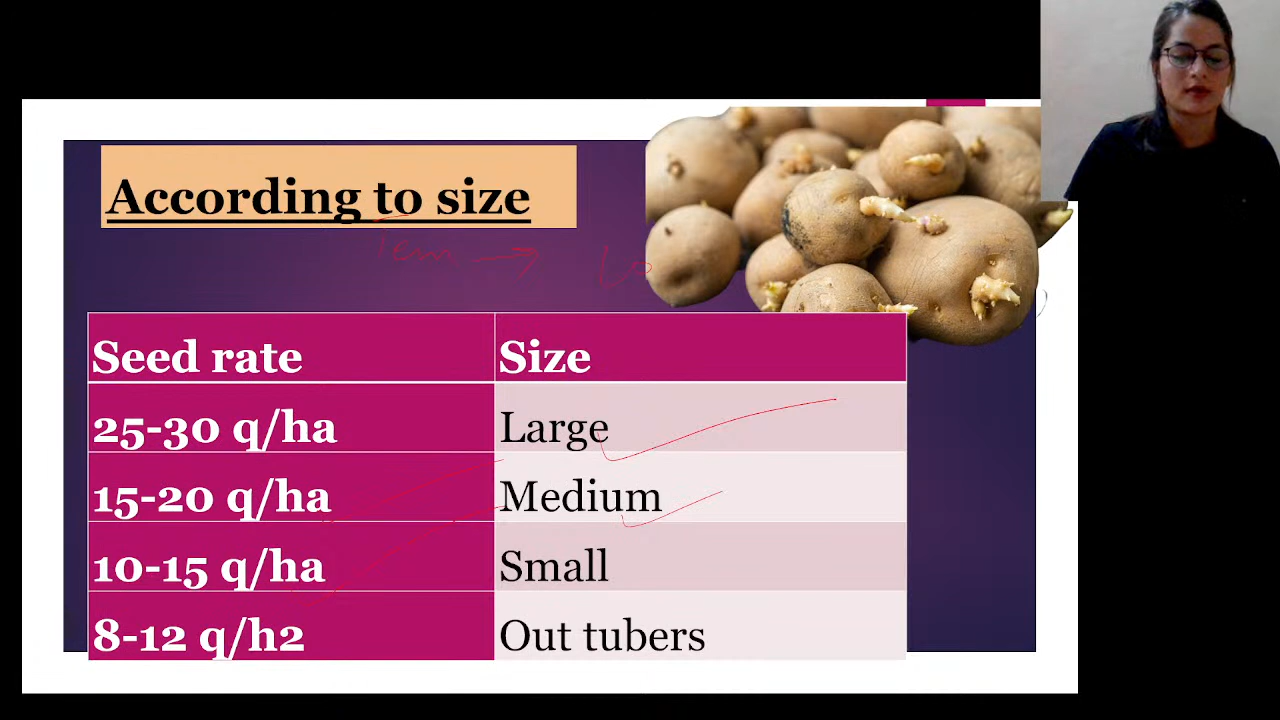 According to size
Seed rate Size
25-30 q/ha Large
15-20 q/ha Medium
10-15 q/ha Small
8-12 q/h2 Out tubers